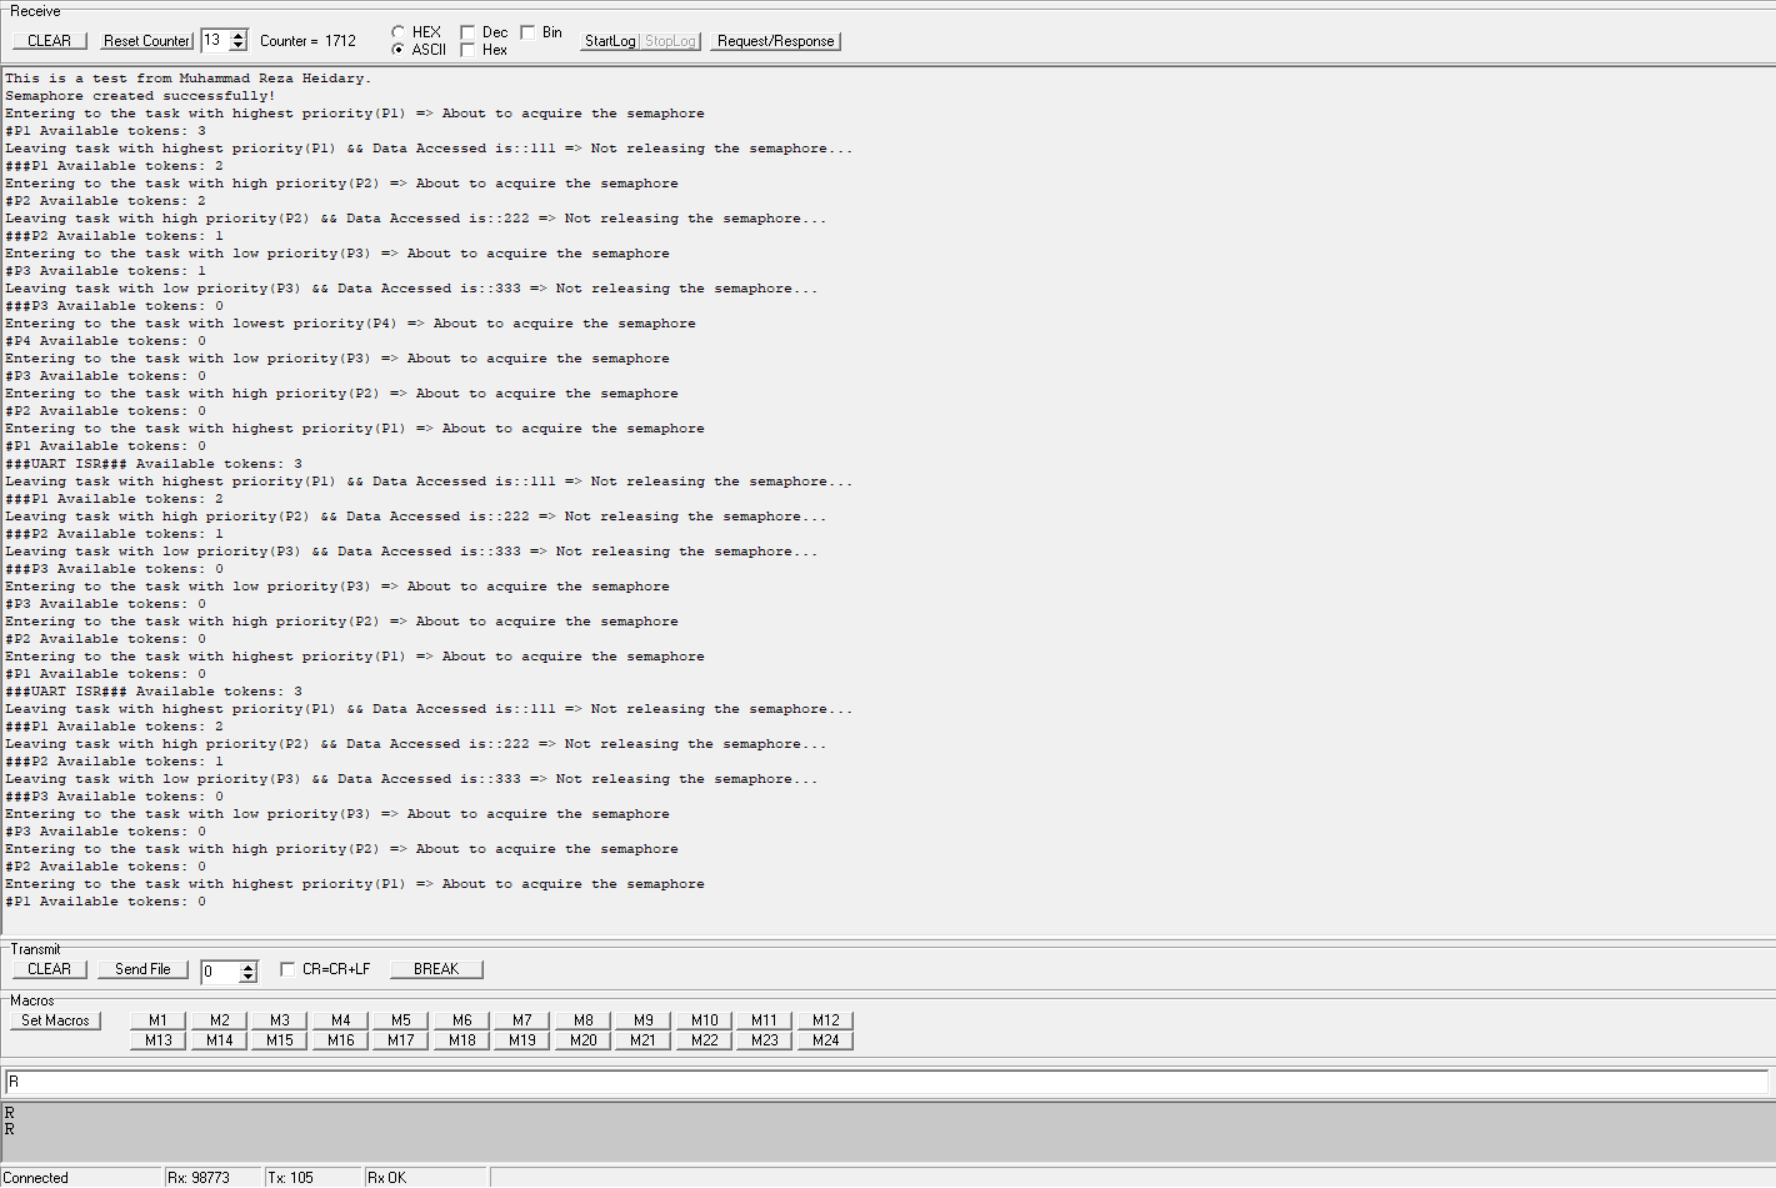 Receive
CLEAR Reset Counter 13 Counter = 1712 HEX ASCII Dec Hex Bin StartLog StopLog Request/Response
This is a test from Muhammad Reza Heidary.
Semaphore created successfully!
Entering to the task with highest priority(P1) => About to acquire the semaphore
#P1 Available tokens: 3
Leaving task with highest priority(P1) && Data Accessed is::111 => Not releasing the semaphore...
###P1 Available tokens: 2
Entering to the task with high priority(P2) => About to acquire the semaphore
#P2 Available tokens: 2
Leaving task with high priority(P2) && Data Accessed is::222 => Not releasing the semaphore...
###P2 Available tokens: 1
Entering to the task with low priority(P3) => About to acquire the semaphore
#P3 Available tokens: 1
Leaving task with low priority(P3) && Data Accessed is::333 => Not releasing the semaphore...
###P3 Available tokens: 0
Entering to the task with lowest priority(P4) => About to acquire the semaphore
#P4 Available tokens: 0
Entering to the task with low priority(P3) => About to acquire the semaphore
#P3 Available tokens: 0
Entering to the task with high priority(P2) => About to acquire the semaphore
#P2 Available tokens: 0
Entering to the task with highest priority(P1) => About to acquire the semaphore
#P1 Available tokens: 0
###UART ISR### Available tokens: 3
Leaving task with highest priority(P1) && Data Accessed is::111 => Not releasing the semaphore...
###P1 Available tokens: 2
Leaving task with high priority(P2) && Data Accessed is::222 => Not releasing the semaphore...
###P2 Available tokens: 1
Leaving task with low priority(P3) && Data Accessed is::333 => Not releasing the semaphore...
###P3 Available tokens: 0
Entering to the task with low priority(P3) => About to acquire the semaphore
#P3 Available tokens: 0
Entering to the task with high priority(P2) => About to acquire the semaphore
#P2 Available tokens: 0
Entering to the task with highest priority(P1) => About to acquire the semaphore
#P1 Available tokens: 0
###UART ISR### Available tokens: 3
Leaving task with highest priority(P1) && Data Accessed is::111 => Not releasing the semaphore...
###P1 Available tokens: 2
Leaving task with high priority(P2) && Data Accessed is::222 => Not releasing the semaphore...
###P2 Available tokens: 1
Leaving task with low priority(P3) && Data Accessed is::333 => Not releasing the semaphore...
###P3 Available tokens: 0
Entering to the task with low priority(P3) => About to acquire the semaphore
#P3 Available tokens: 0
Entering to the task with high priority(P2) => About to acquire the semaphore
#P2 Available tokens: 0
Entering to the task with highest priority(P1) => About to acquire the semaphore
#P1 Available tokens: 0
Transmit
CLEAR Send File 0 CR=CR+LF BREAK
Macros
Set Macros M1 M2 M3 M4 M5 M6 M7 M8 M9 M10 M11 M12
M13 M14 M15 M16 M17 M18 M19 M20 M21 M22 M23 M24
R
R
R
Connected Rx: 98773 Tx: 105 Rx OK